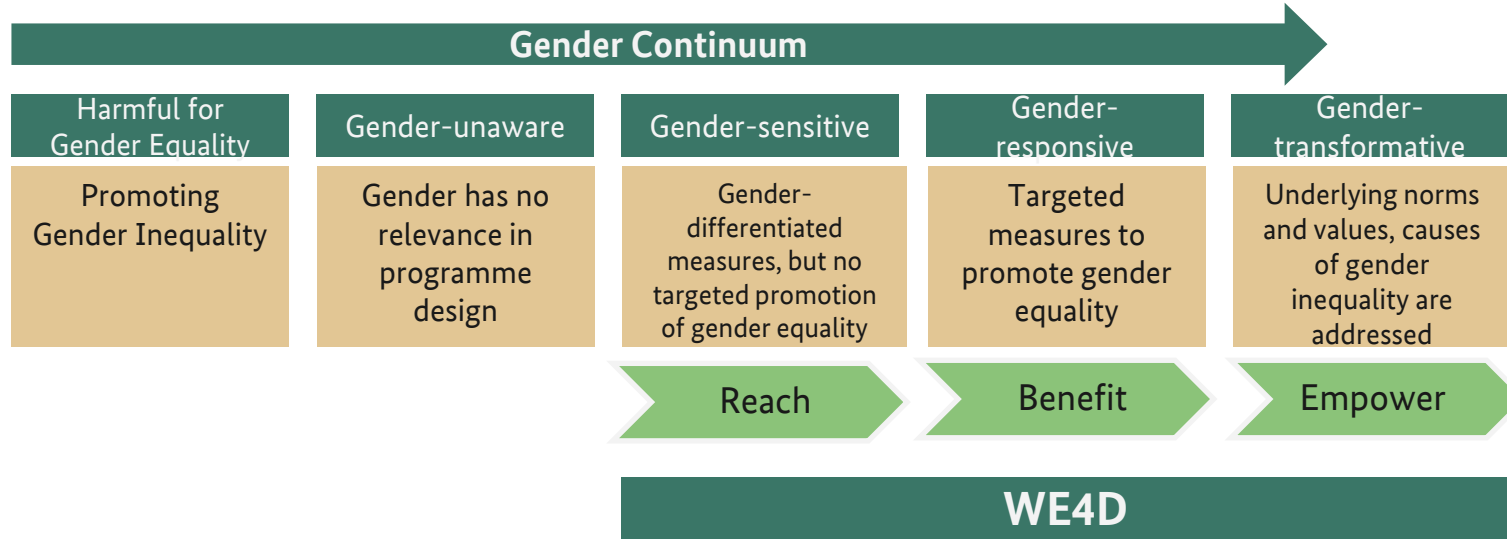 Gender Continuum
Harmful for
Gender Equality
Promoting
Gender Inequality
Gender-unaware
Gender has no
relevance in
programme
design
Gender-sensitive
Gender-
differentiated
measures, but no
targeted promotion
of gender equality
Gender-
responsive
Targeted
measures to
promote gender
equality
Gender-
transformative
Underlying norms
and values, causes
of gender
inequality are
addressed
Reach
Benefit
Empower
WE4D